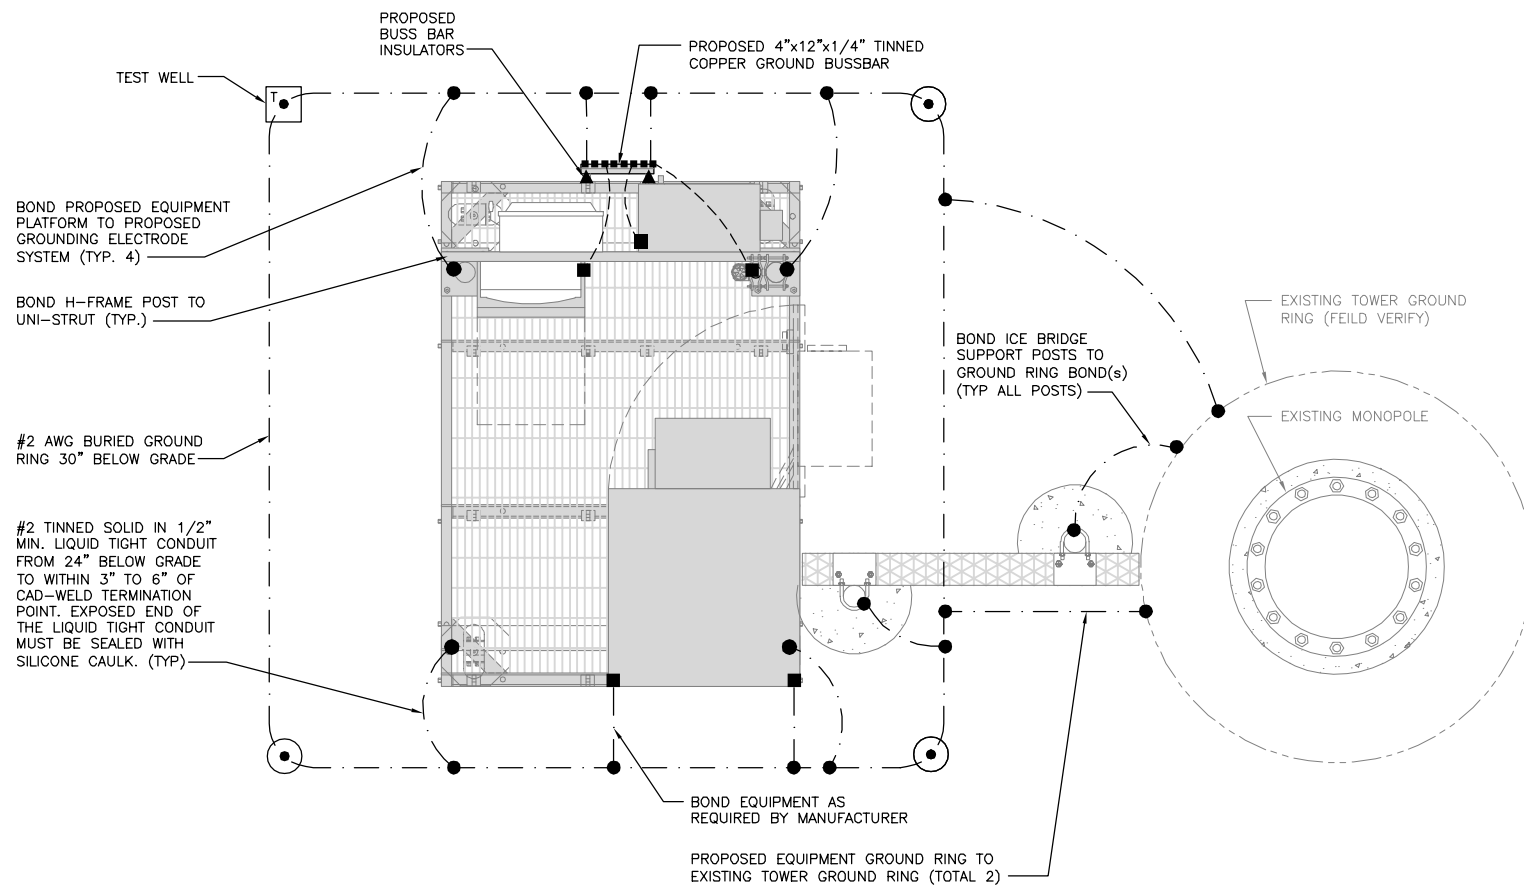 PROPOSED
BUSS BAR
INSULATORS
PROPOSED 4"x12"x1/4" TINNED
COPPER GROUND BUSSBAR
TEST WELL
T
BOND PROPOSED EQUIPMENT
PLATFORM TO PROPOSED
GROUNDING ELECTRODE
SYSTEM (TYP. 4)
BOND H-FRAME POST TO
UNI-STRUT (TYP.)
EXISTING TOWER GROUND
RING (FEILD VERIFY)
BOND ICE BRIDGE
SUPPORT POSTS TO
GROUND RING BOND(s)
(TYP ALL POSTS)
EXISTING MONOPOLE
#2 AWG BURIED GROUND
RING 30" BELOW GRADE
#2 TINNED SOLID IN 1/2"
MIN. LIQUID TIGHT CONDUIT
FROM 24" BELOW GRADE
TO WITHIN 3" TO 6" OF
CAD-WELD TERMINATION
POINT. EXPOSED END OF
THE LIQUID TIGHT CONDUIT
MUST BE SEALED WITH
SILICONE CAULK. (TYP)
BOND EQUIPMENT AS
REQUIRED BY MANUFACTURER
PROPOSED EQUIPMENT GROUND RING TO
EXISTING TOWER GROUND RING (TOTAL 2)